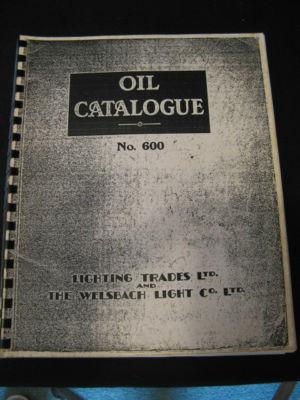 OIL
CATALOGUE
No. 600
LIGHTING TRADES LTD.
AND
THE WELSBACH LIGHT CO. LTD.